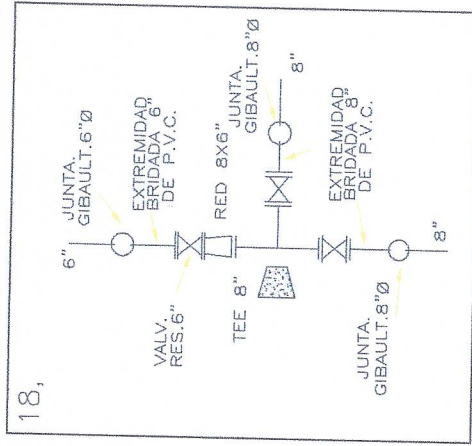 18,
6"
JUNTA.
GIBAULT.6"Ø
EXTREMIDAD
BRIDADA 6"
DE P.V.C.
VALV.
RES.6"
RED 8X6"
JUNTA.
GIBAULT.8"Ø
8"
TEE 8"
EXTREMIDAD
BRIDADA 8"
DE P.V.C.
JUNTA.
GIBAULT.8"Ø
8"